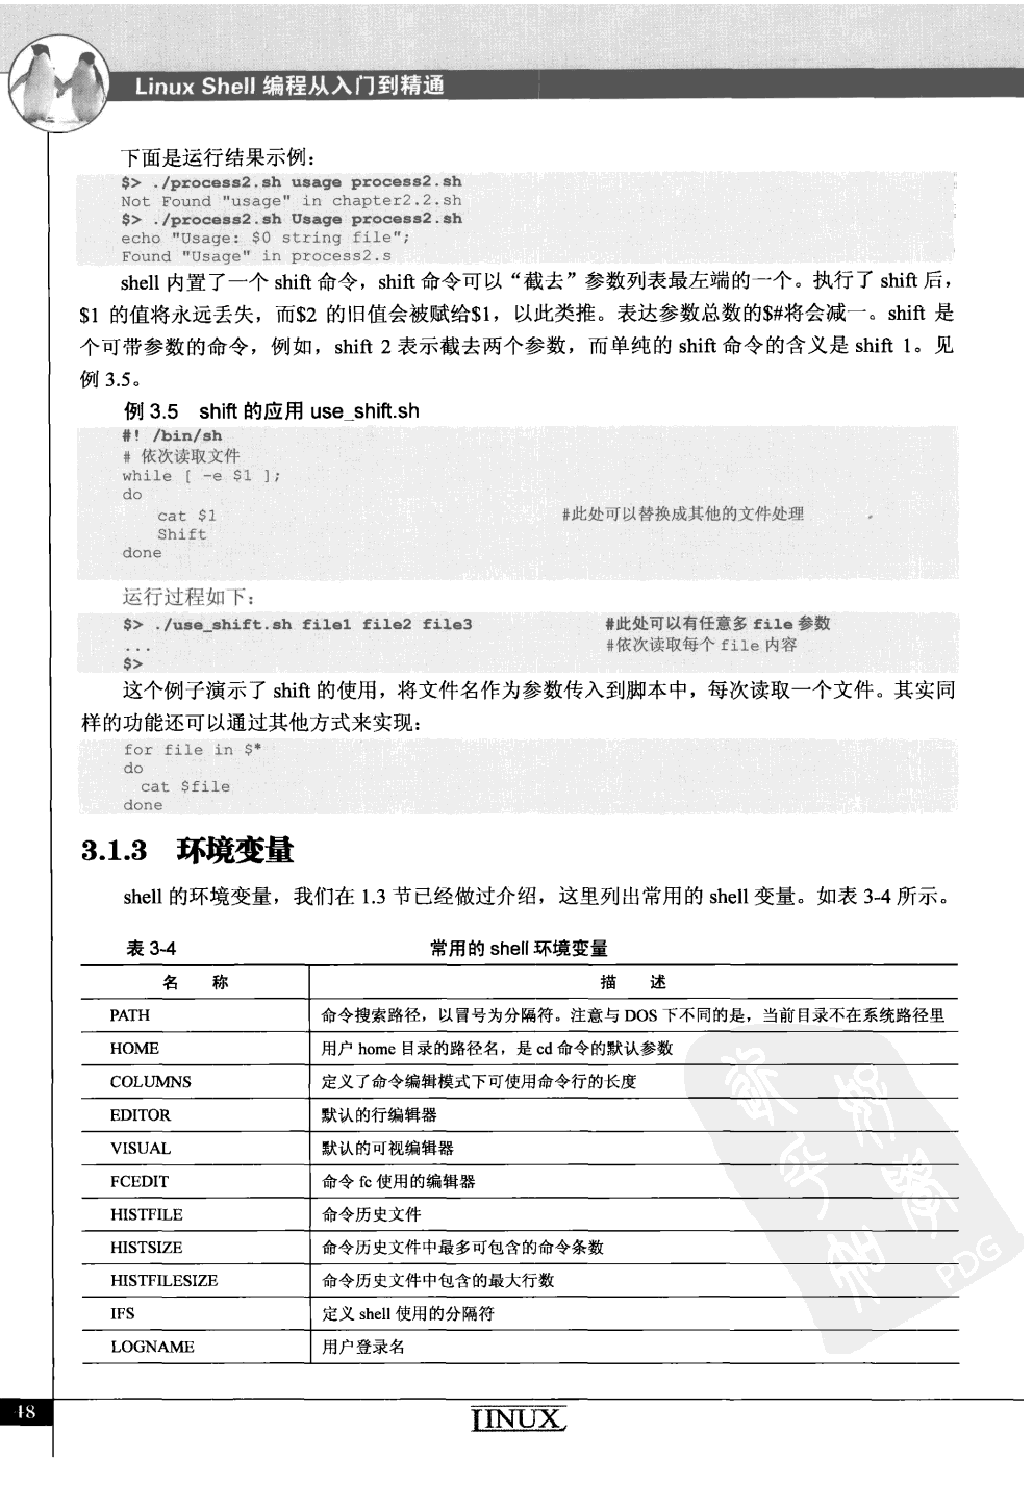 Linux Shell 编程从入门到精通
下面是运行结果示例：
$> ./process2.sh usage process2.sh
Not Found "usage" in chapter2.2.sh
$> ./process2.sh Usage process2.sh
echo "Usage: $0 string file";
Found "Usage" in process2.s
shell 内置了一个 shift 命令，shift 命令可以“截去”参数列表最左端的一个。执行了 shift 后，
$1 的值将永远丢失，而$2 的旧值会被赋给$1，以此类推。表达参数总数的$#将会减一。shift 是
个可带参数的命令，例如，shift 2 表示截去两个参数，而单纯的 shift 命令的含义是 shift 1。见
例 3.5。
例 3.5 shift 的应用 use_shift.sh
#! /bin/sh
# 依次读取文件
while [ -e $1 ];
do
cat $1 #此处可以替换成其他的文件处理
Shift
done
运行过程如下：
$> ./use_shift.sh file1 file2 file3 #此处可以有任意多 file 参数
... #依次读取每个 file 内容
$>
这个例子演示了 shift 的使用，将文件名作为参数传入到脚本中，每次读取一个文件。其实同
样的功能还可以通过其他方式来实现：
for file in $*
do
cat $file
done
3.1.3 环境变量
shell 的环境变量，我们在 1.3 节已经做过介绍，这里列出常用的 shell 变量。如表 3-4 所示。
表 3-4 常用的 shell 环境变量
名 称 描 述
PATH 命令搜索路径，以冒号为分隔符。注意与 DOS 下不同的是，当前目录不在系统路径里
HOME 用户 home 目录的路径名，是 cd 命令的默认参数
COLUMNS 定义了命令编辑模式下可使用命令行的长度
EDITOR 默认的行编辑器
VISUAL 默认的可视编辑器
FCEDIT 命令 fc 使用的编辑器
HISTFILE 命令历史文件
HISTSIZE 命令历史文件中最多可包含的命令条数
HISTFILESIZE 命令历史文件中包含的最大行数
IFS 定义 shell 使用的分隔符
LOGNAME 用户登录名
PDG
48
LINUX